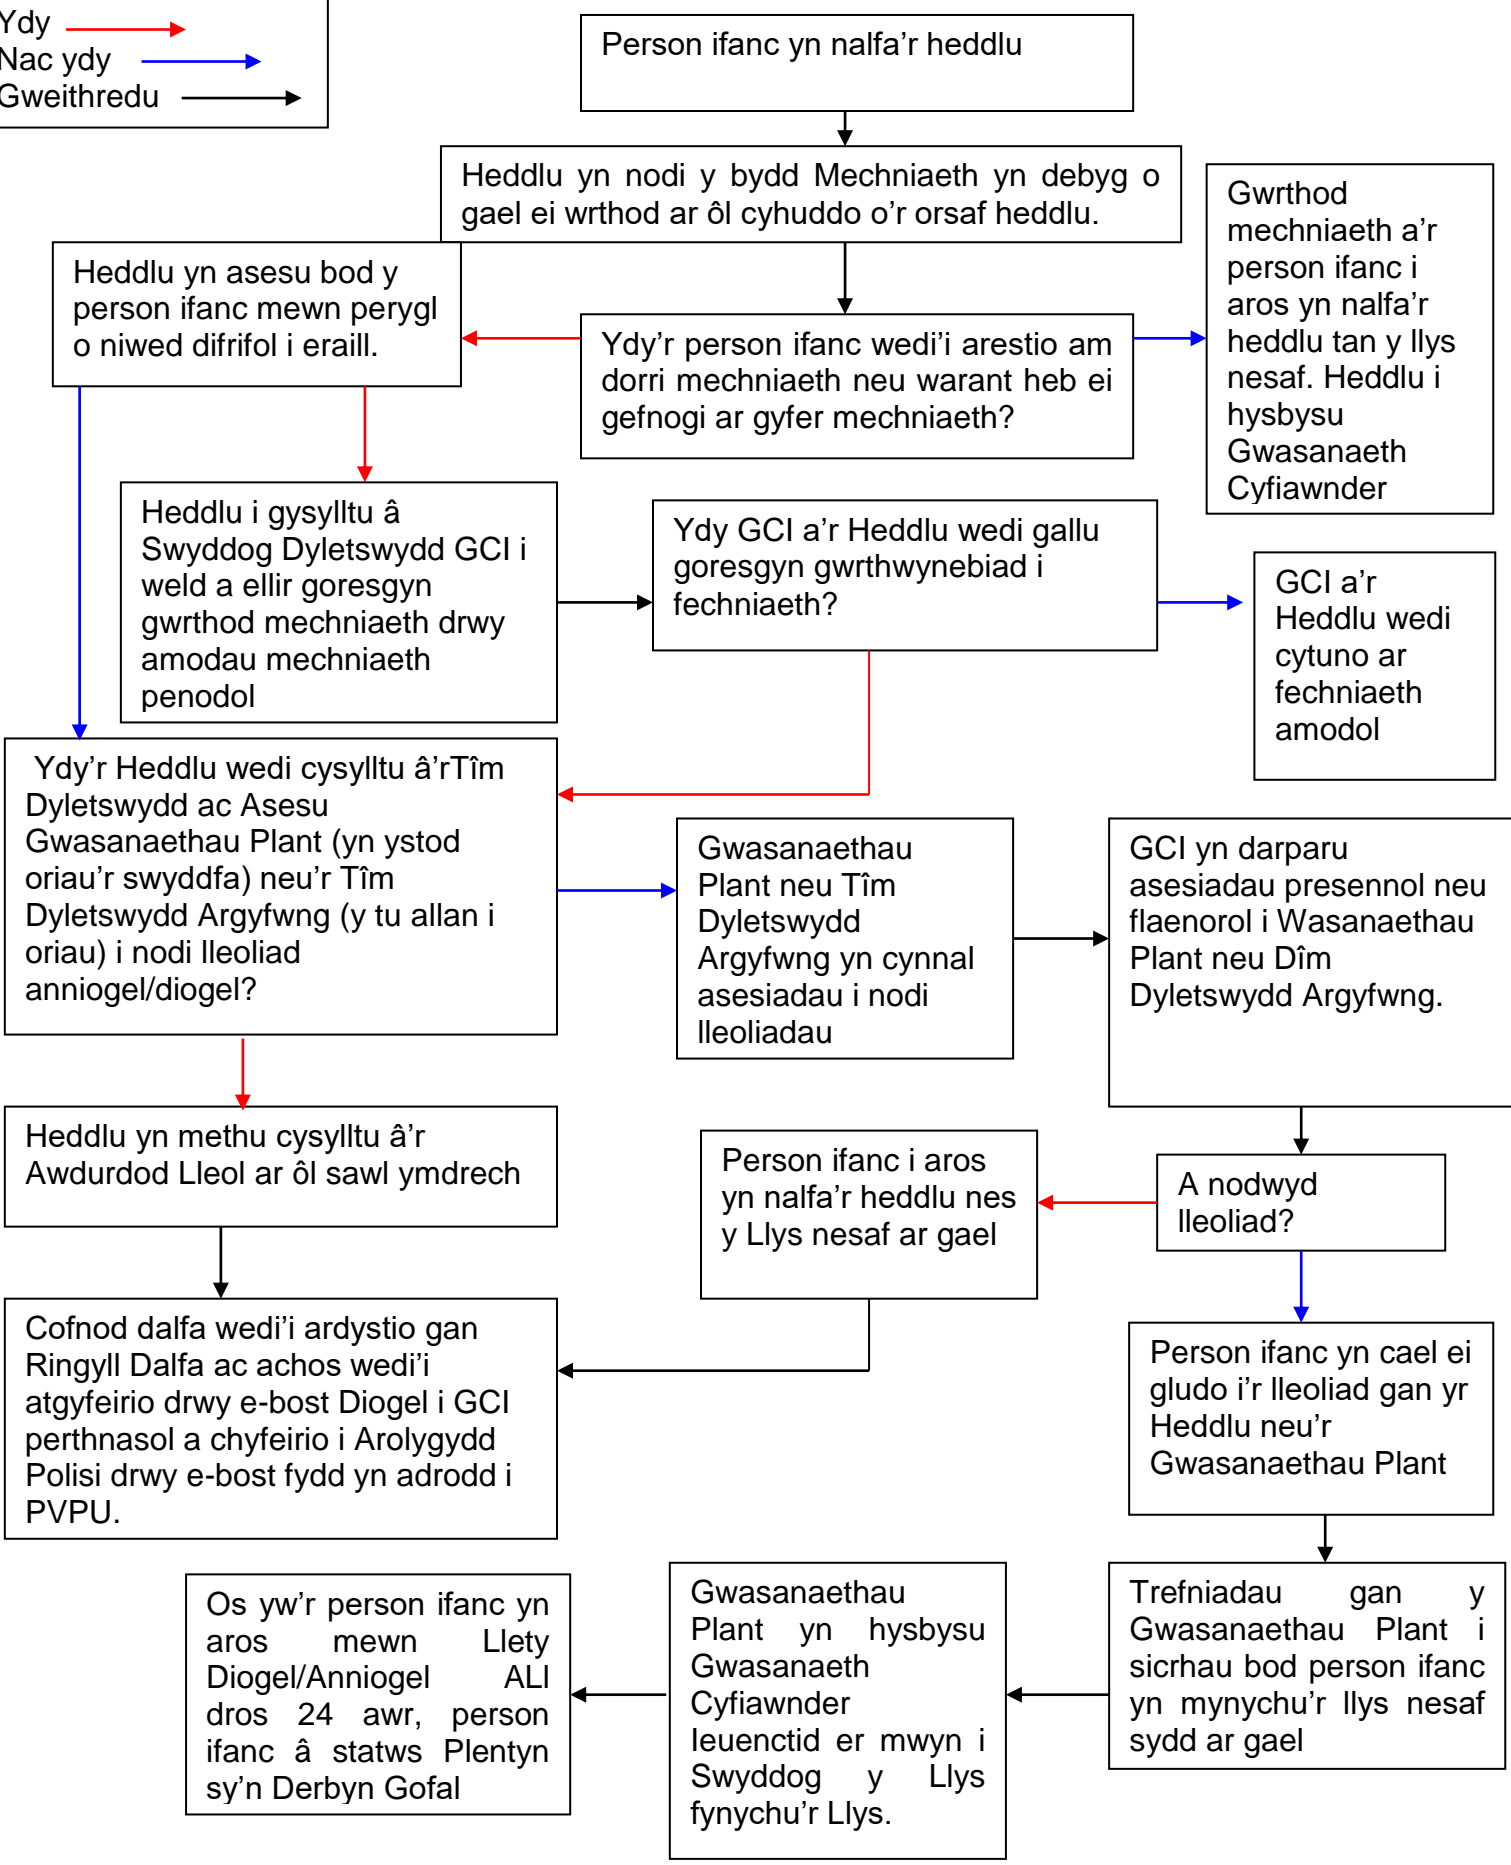 Ydy
Nac ydy
Gweithredu
Person ifanc yn nalfa’r heddlu
Heddlu yn nodi y bydd Mechniaeth yn debyg o
gael ei wrthod ar ôl cyhuddo o’r orsaf heddlu.
Gwrthod
mechniaeth a’r
person ifanc i
aros yn nalfa’r
heddlu tan y llys
nesaf. Heddlu i
hysbysu
Gwasanaeth
Cyfiawnder
Heddlu yn asesu bod y
person ifanc mewn perygl
o niwed difrifol i eraill.
Ydy’r person ifanc wedi’i arestio am
dorri mechniaeth neu warant heb ei
gefnogi ar gyfer mechniaeth?
Heddlu i gysylltu â
Swyddog Dyletswydd GCI i
weld a ellir goresgyn
gwrthod mechniaeth drwy
amodau mechniaeth
penodol
Ydy GCI a’r Heddlu wedi gallu
goresgyn gwrthwynebiad i
fechniaeth?
GCI a’r
Heddlu wedi
cytuno ar
fechniaeth
amodol
Ydy’r Heddlu wedi cysylltu â’rTîm
Dyletswydd ac Asesu
Gwasanaethau Plant (yn ystod
oriau’r swyddfa) neu’r Tîm
Dyletswydd Argyfwng (y tu allan i
oriau) i nodi lleoliad
anniogel/diogel?
Gwasanaethau
Plant neu Tîm
Dyletswydd
Argyfwng yn cynnal
asesiadau i nodi
lleoliadau
GCI yn darparu
asesiadau presennol neu
flaenorol i Wasanaethau
Plant neu Dîm
Dyletswydd Argyfwng.
Heddlu yn methu cysylltu â’r
Awdurdod Lleol ar ôl sawl ymdrech
Person ifanc i aros
yn nalfa’r heddlu nes
y Llys nesaf ar gael
A nodwyd
lleoliad?
Cofnod dalfa wedi’i ardystio gan
Ringyll Dalfa ac achos wedi’i
atgyfeirio drwy e-bost Diogel i GCI
perthnasol a chyfeirio i Arolygydd
Polisi drwy e-bost fydd yn adrodd i
PVPU.
Person ifanc yn cael ei
gludo i’r lleoliad gan yr
Heddlu neu’r
Gwasanaethau Plant
Os yw’r person ifanc yn
aros mewn Llety
Diogel/Anniogel ALl
dros 24 awr, person
ifanc â statws Plentyn
sy’n Derbyn Gofal
Gwasanaethau
Plant yn hysbysu
Gwasanaeth
Cyfiawnder
Ieuenctid er mwyn i
Swyddog y Llys
fynychu’r Llys.
Trefniadau gan y
Gwasanaethau Plant i
sicrhau bod person ifanc
yn mynychu’r llys nesaf
sydd ar gael